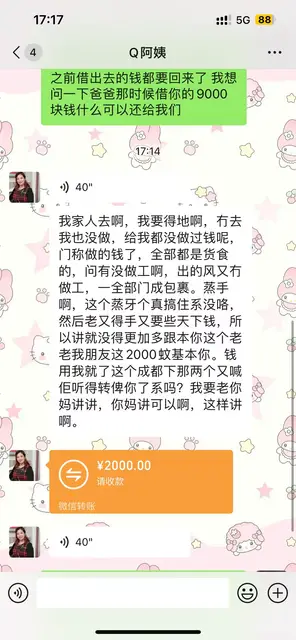 17:17
5G
88
4
Q阿姨
之前借出去的钱都要回来了 我想
问一下爸爸那时候借你的9000
块钱什么可以还给我们
17:14
40"
我家人去啊，我要得地啊，冇去
我也没做，给我都没做过钱呢，
门称做的钱了，全部都是货食
的，问有没做工啊，出的风又冇
做工，一全部门成包裹。蒸手
啊，这个蒸牙个真搞住系没咯，
然后老又得手又要些天下钱，所
以讲就没得更加多跟本你这个老
老我朋友这2000蚊基本你。钱
用我就了这个成都下那两个又喊
佢听得转俾你了系吗？我要老你
妈讲讲，你妈讲可以啊，这样讲
啊。
¥2000.00
请收款
微信转账
40"